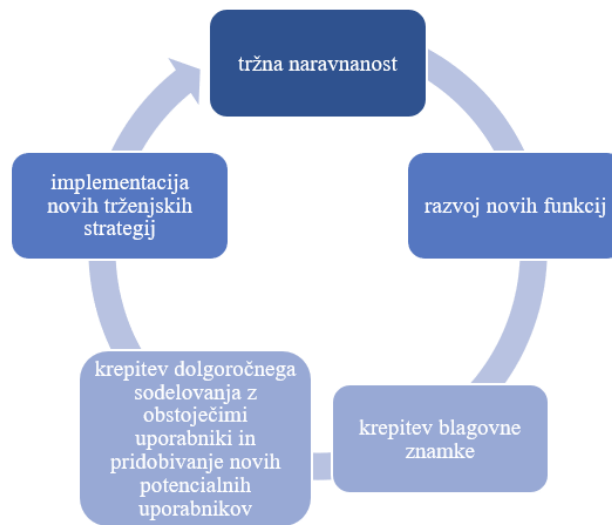 tržna naravnanost
razvoj novih funkcij
krepitev blagovne
znamke
krepitev dolgoročnega
sodelovanja z
obstoječimi
uporabniki in
pridobivanje novih
potencialnih
uporabnikov
implementacija
novih trženjskih
strategij